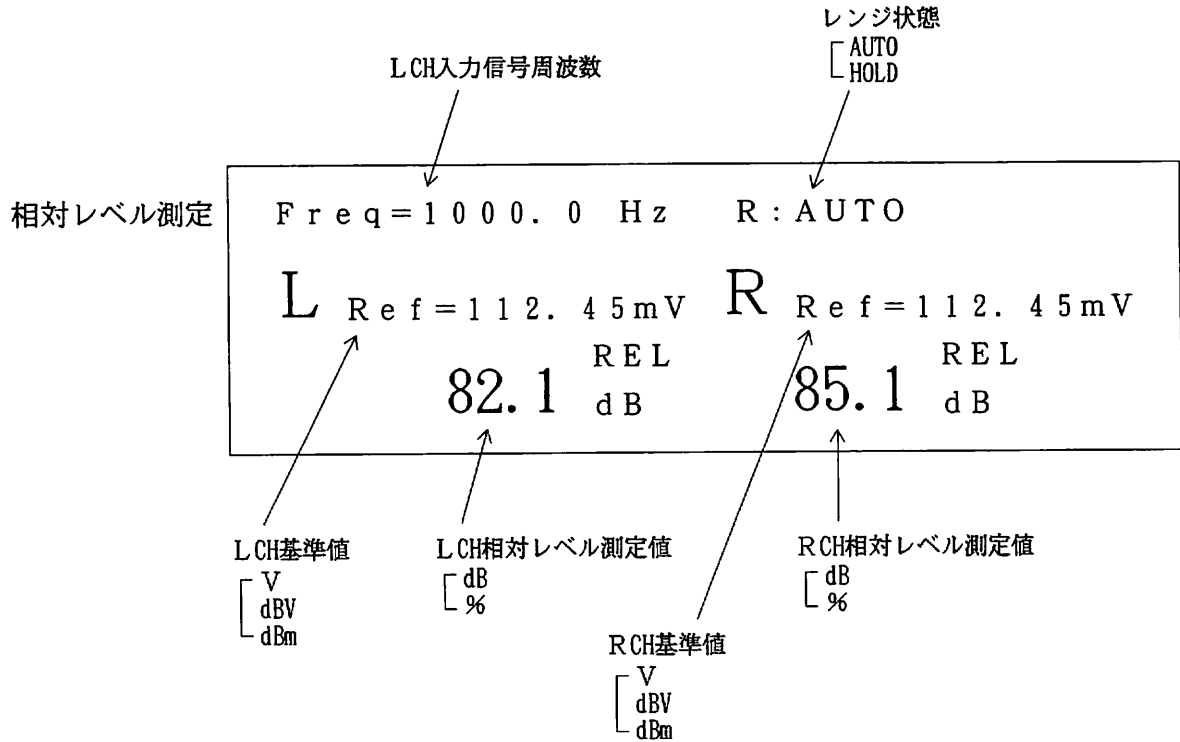 レンジ状態
AUTO
HOLD
LCH入力信号周波数
相対レベル測定
Freq=1000.0 Hz R:AUTO
L Ref=112.45mV R Ref=112.45mV
82.1 REL dB 85.1 REL dB
LCH基準値
V
dBV
dBm
LCH相対レベル測定値
dB
%
RCH相対レベル測定値
dB
%
RCH基準値
V
dBV
dBm